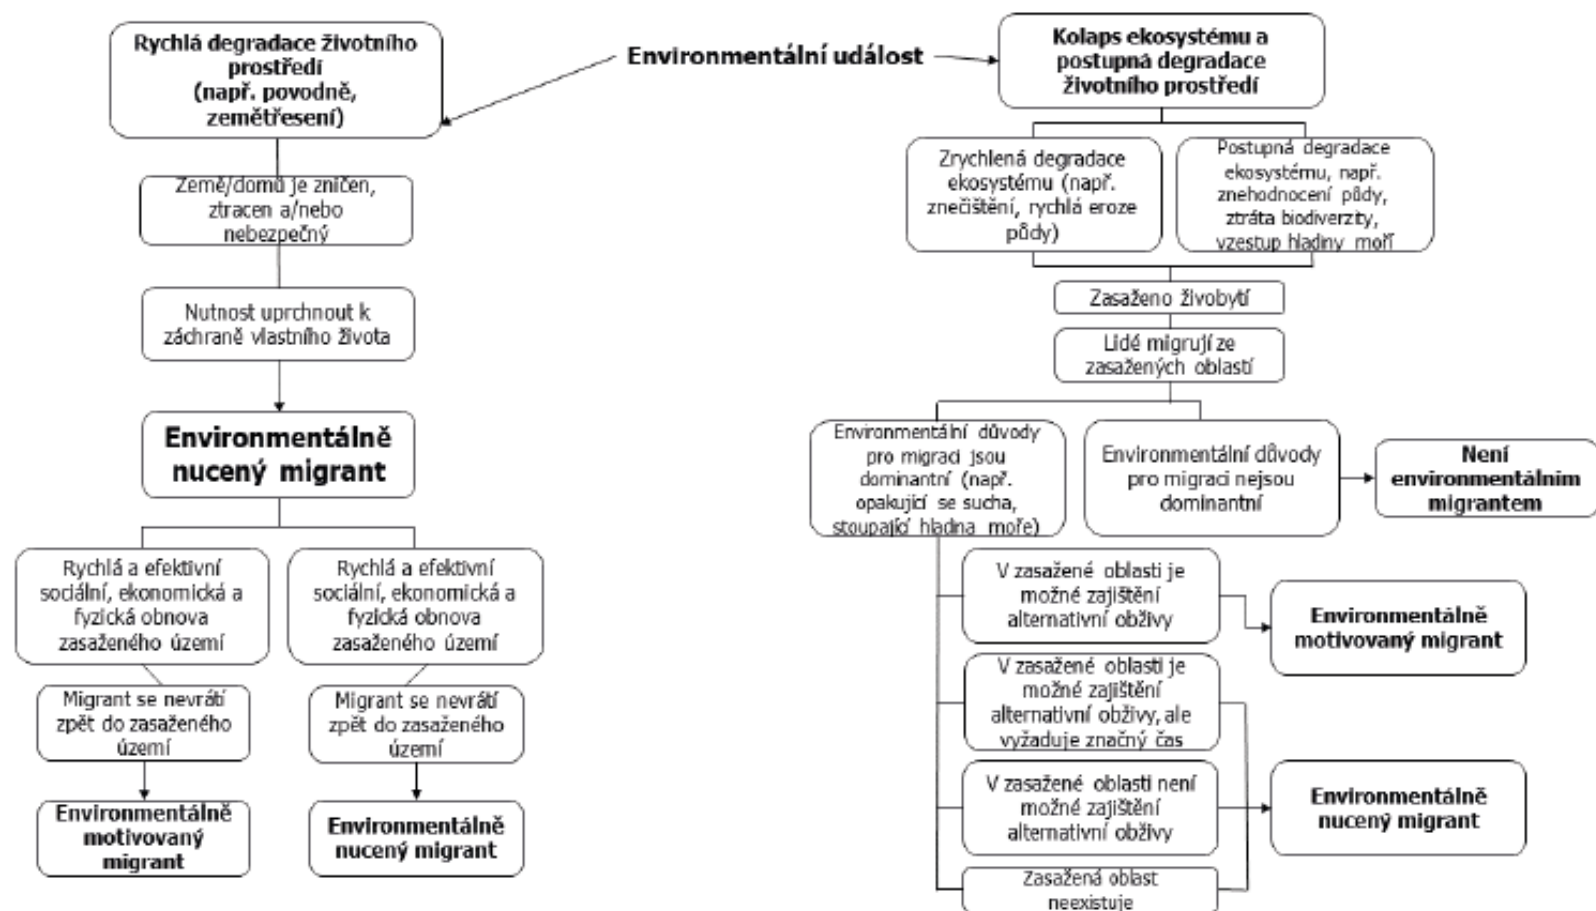 Environmentální událost
Rychlá degradace životního
prostředí
(např. povodně,
zemětřesení)
Země/domů je zničen,
ztracen a/nebo
nebezpečný
Nutnost uprchnout k
záchraně vlastního života
Environmentálně
nucený migrant
Rychlá a efektivní
sociální, ekonomická a
fyzická obnova
zasaženého území
Migrant se nevrátí
zpět do zasaženého
území
Environmentálně
motivovaný
migrant
Rychlá a efektivní
sociální, ekonomická a
fyzická obnova
zasaženého území
Migrant se nevrátí
zpět do zasaženého
území
Environmentálně
nucený migrant
Kolaps ekosystému a
postupná degradace
životního prostředí
Zrychlená degradace
ekosystému (např.
znečištění, rychlá eroze
půdy)
Postupná degradace
ekosystému, např.
znehodnocení půdy,
ztráta biodiverzity,
vzestup hladiny moří
Zasaženo živobytí
Lidé migrují ze
zasažených oblastí
Environmentální důvody
pro migraci jsou
dominantní (např.
opakující se sucha,
stoupající hladna moře)
Environmentální důvody
pro migraci nejsou
dominantní
Není
environmentálním
migrantem
V zasažené oblasti je
možné zajištění
alternativní obživy
Environmentálně
motivovaný migrant
V zasažené oblasti je
možné zajištění
alternativní obživy, ale
vyžaduje značný čas
V zasažené oblasti není
možné zajištění
alternativní obživy
Zasažená oblast
neexistuje
Environmentálně
nucený migrant